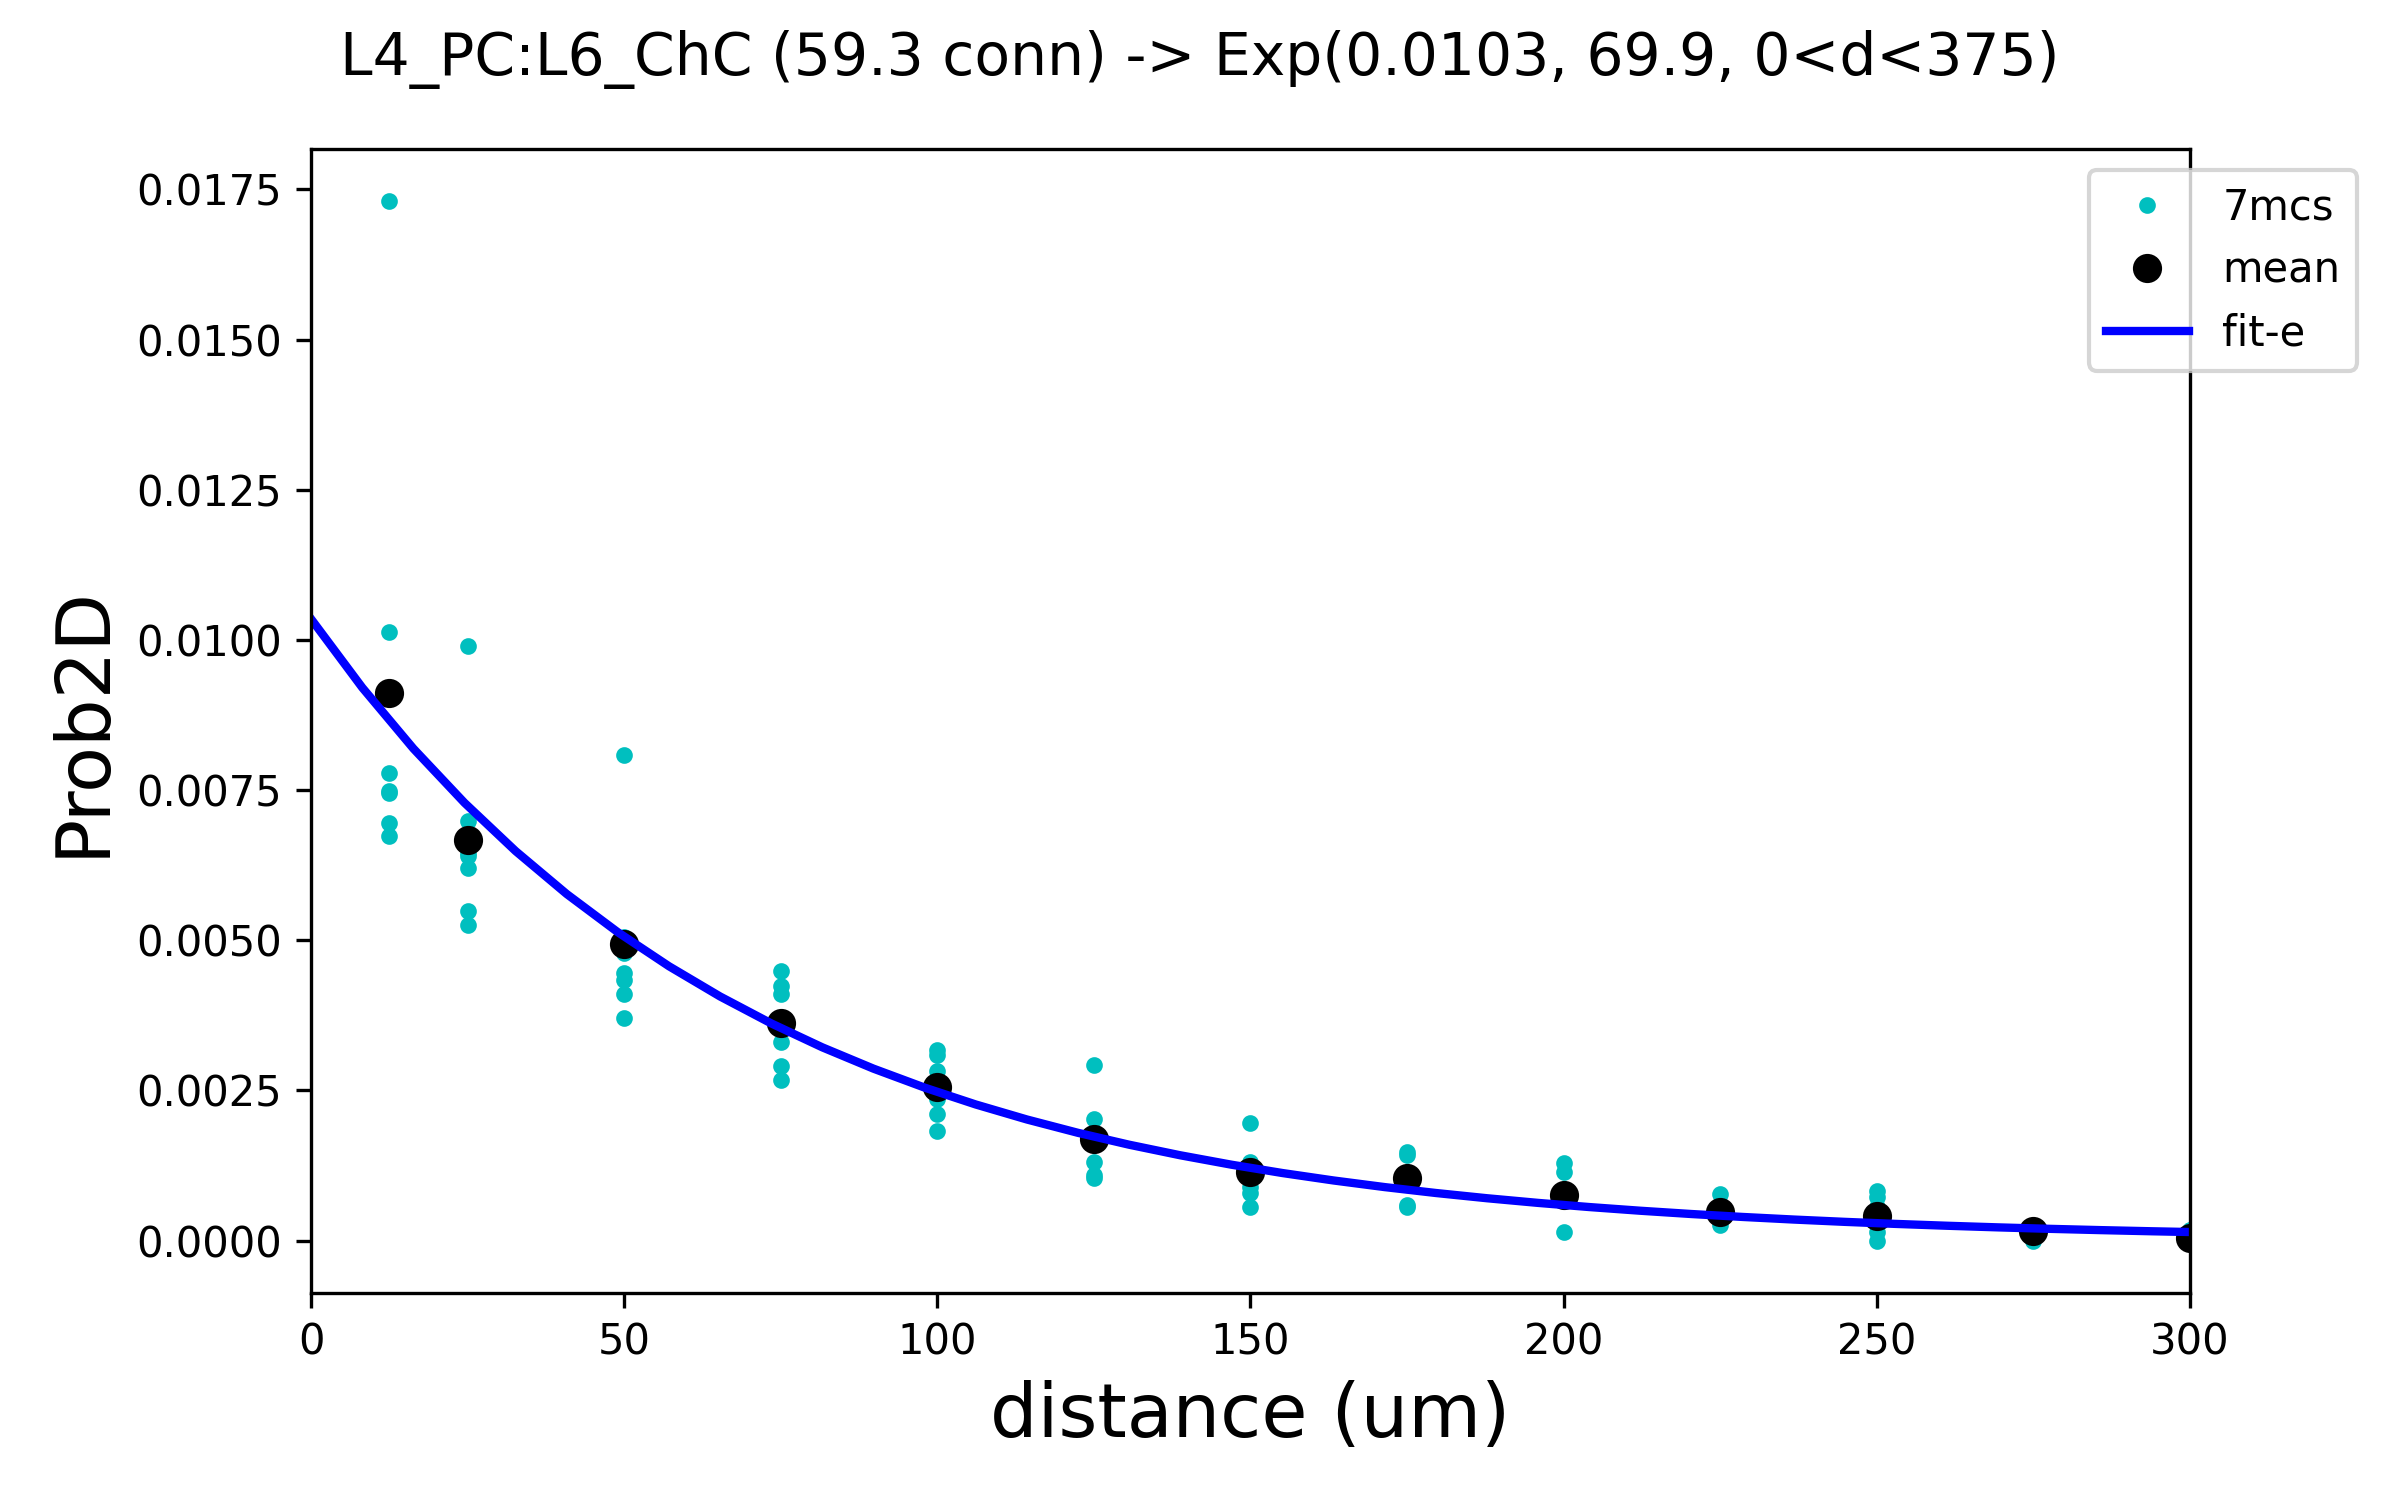 L4_PC:L6_ChC (59.3 conn) -> Exp(0.0103, 69.9, 0<d<375)
0.0175
0.0150
0.0125
0.0100
0.0075
0.0050
0.0025
0.0000
Prob2D
7mcs
mean
fit-e
0 50 100 150 200 250 300
distance (um)